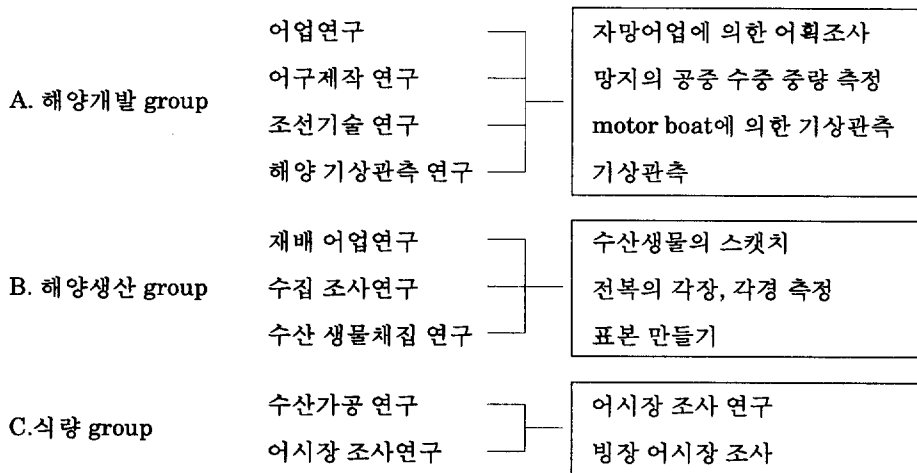 어업연구 자망어업에 의한 어획조사
어구제작 연구 망지의 공중 수중 중량 측정
A. 해양개발 group
조선기술 연구 motor boat에 의한 기상관측
해양 기상관측 연구 기상관측
재배 어업연구 수산생물의 스캣치
B. 해양생산 group 수집 조사연구 전복의 각장, 각경 측정
수산 생물채집 연구 표본 만들기
수산가공 연구 어시장 조사 연구
C.식량 group
어시장 조사연구 빙장 어시장 조사